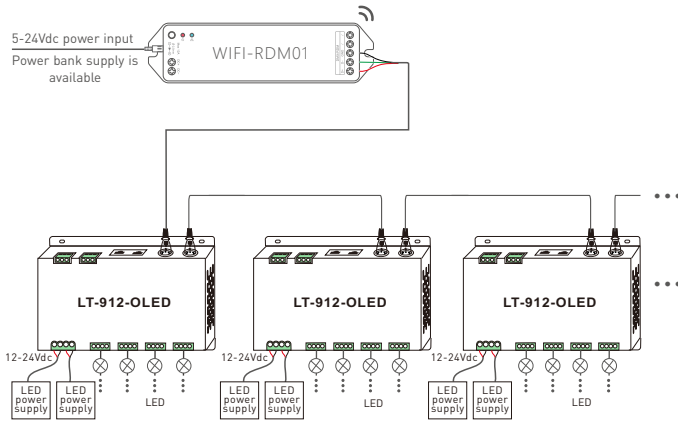 5-24Vdc power input
Power bank supply is
available
WIFI-RDM01
LT-912-OLED
LT-912-OLED
LT-912-OLED
12-24Vdc
12-24Vdc
12-24Vdc
LED
power
supply
LED
power
supply
LED
LED
power
supply
LED
power
supply
LED
LED
power
supply
LED
power
supply
LED